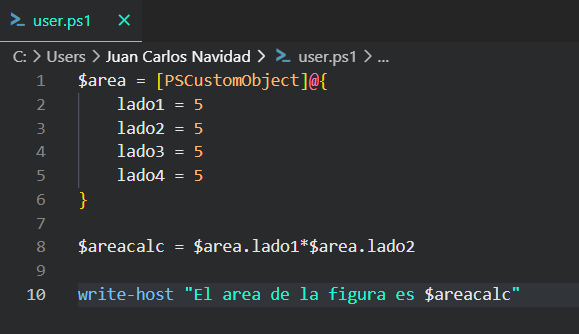 user.ps1
C: > Users > Juan Carlos Navidad > user.ps1 > ...
1 $area = [PSCustomObject]@{
2 lado1 = 5
3 lado2 = 5
4 lado3 = 5
5 lado4 = 5
6 }
7
8 $areacalc = $area.lado1*$area.lado2
9
10 write-host "El area de la figura es $areacalc"